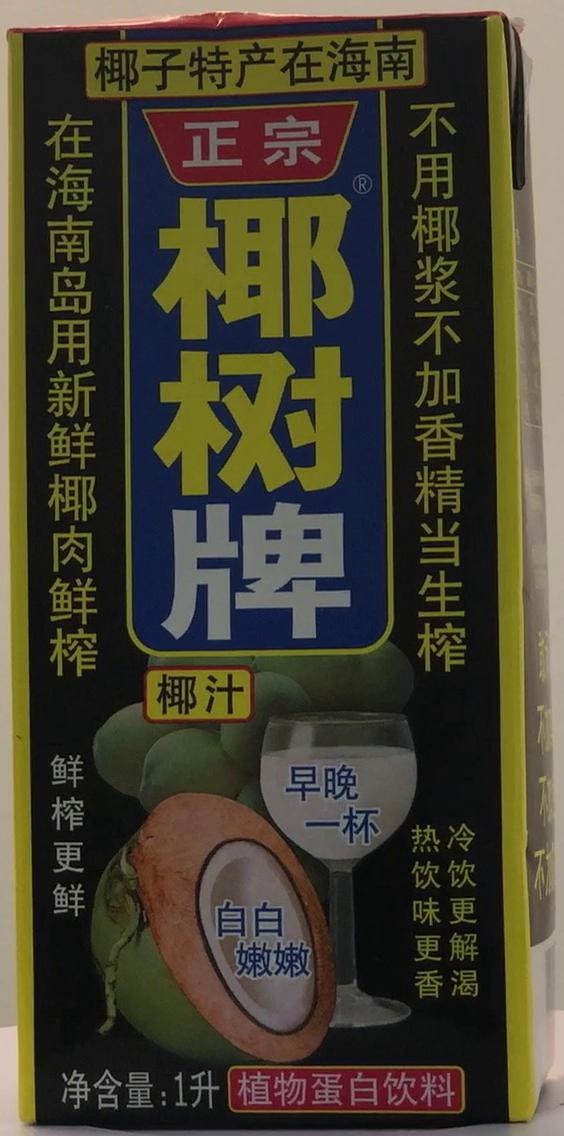 椰子特产在海南
正宗
®
椰
树
牌
在海南岛用新鲜椰肉鲜榨
不用椰浆不加香精当生榨
椰汁
鲜榨更鲜
早晚
一杯
白白
嫩嫩
冷饮更解渴
热饮味更香
净含量:1升
植物蛋白饮料